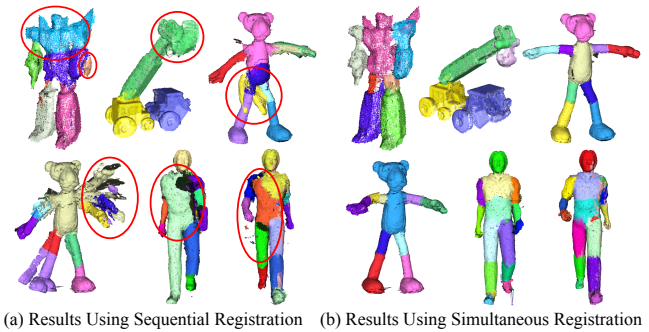 (a) Results Using Sequential Registration
(b) Results Using Simultaneous Registration